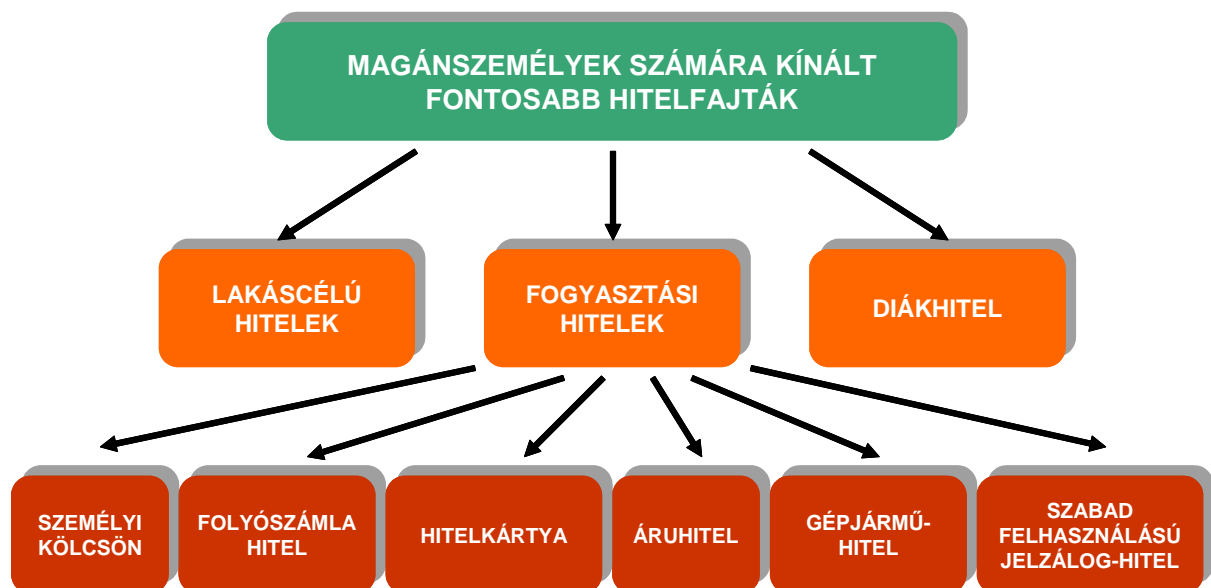 MAGÁNSZEMÉLYEK SZÁMÁRA KÍNÁLT
FONTOSABB HITELFAJTÁK
LAKÁSCÉLÚ
HITELEK
FOGYASZTÁSI
HITELEK
DIÁKHITEL
SZEMÉLYI
KÖLCSÖN
FOLYÓSZÁMLA
HITEL
HITELKÁRTYA
ÁRUHITEL
GÉPJÁRMŰ-
HITEL
SZABAD
FELHASZNÁLÁSÚ
JELZÁLOG-HITEL